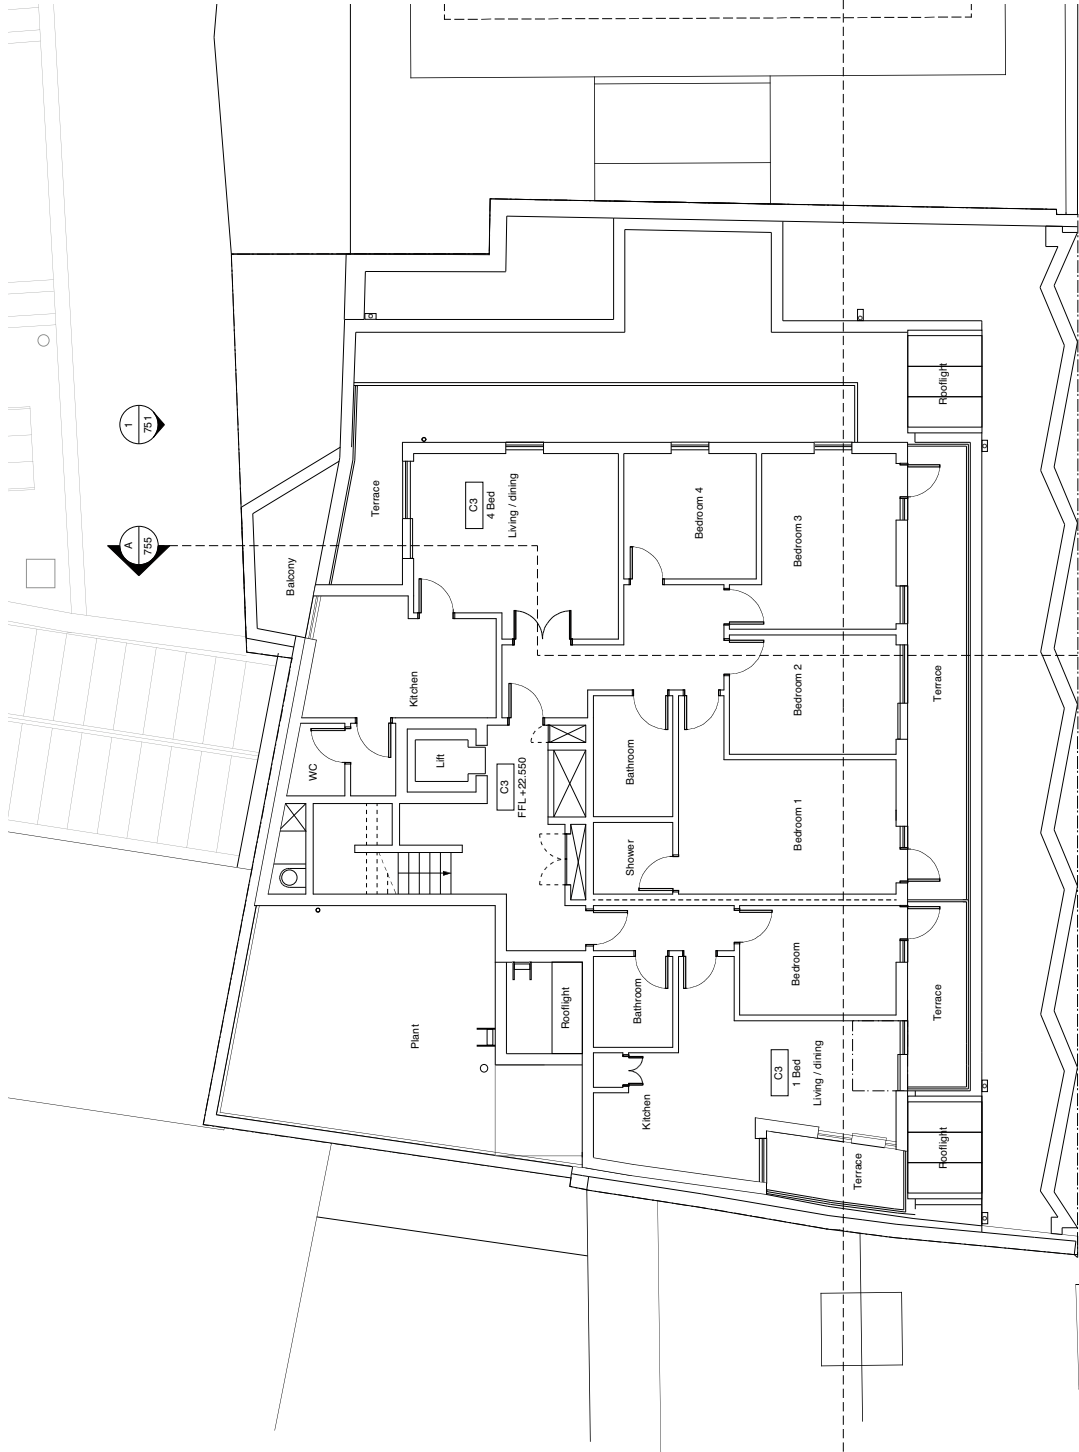 1
751
A
755
Rooflight
Terrace
C3
4 Bed
Living / dining
Bedroom 4
Bedroom 3
Balcony
Kitchen
Bedroom 2
Terrace
WC
Lift
C3
FFL +22.550
Bathroom
Shower
Bedroom 1
Plant
Rooflight
Bathroom
Bedroom
Terrace
Kitchen
C3
1 Bed
Living / dining
Terrace
Rooflight